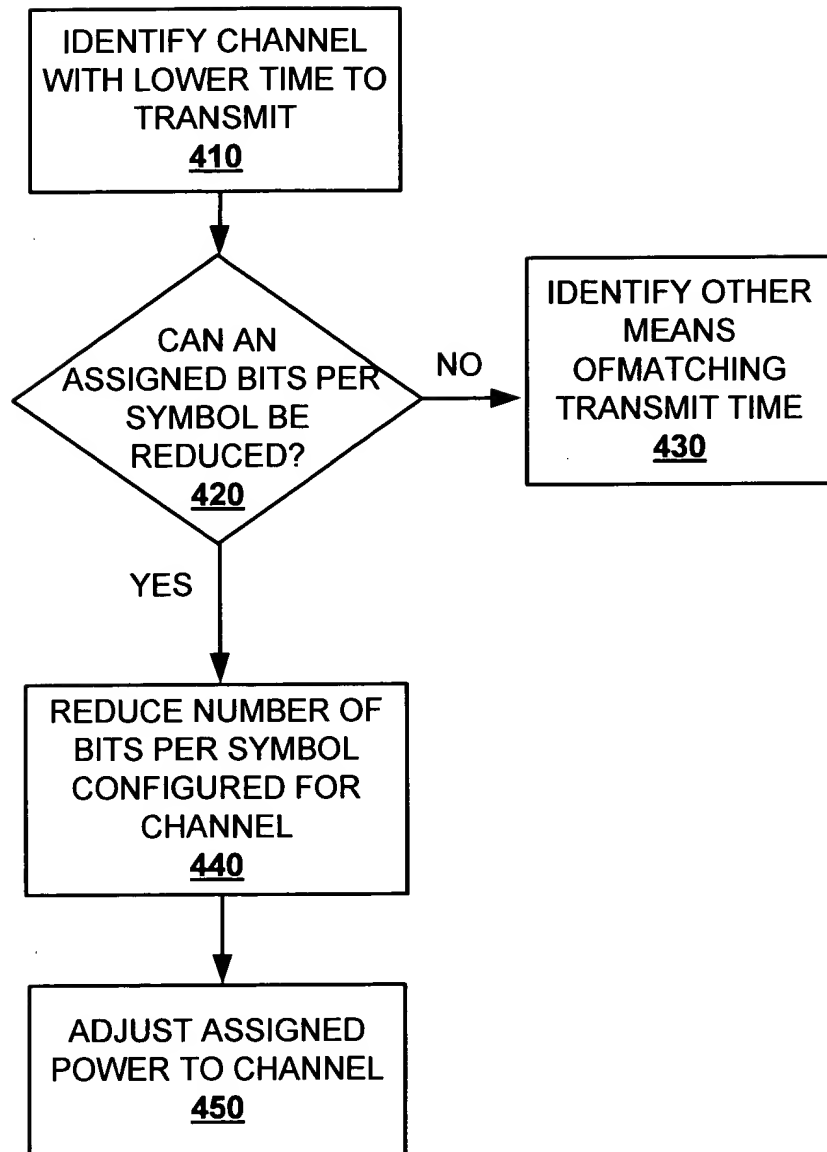 IDENTIFY CHANNEL
WITH LOWER TIME TO
TRANSMIT
410
CAN AN
ASSIGNED BITS PER
SYMBOL BE
REDUCED?
420
NO
IDENTIFY OTHER
MEANS
OFMATCHING
TRANSMIT TIME
430
YES
REDUCE NUMBER OF
BITS PER SYMBOL
CONFIGURED FOR
CHANNEL
440
ADJUST ASSIGNED
POWER TO CHANNEL
450